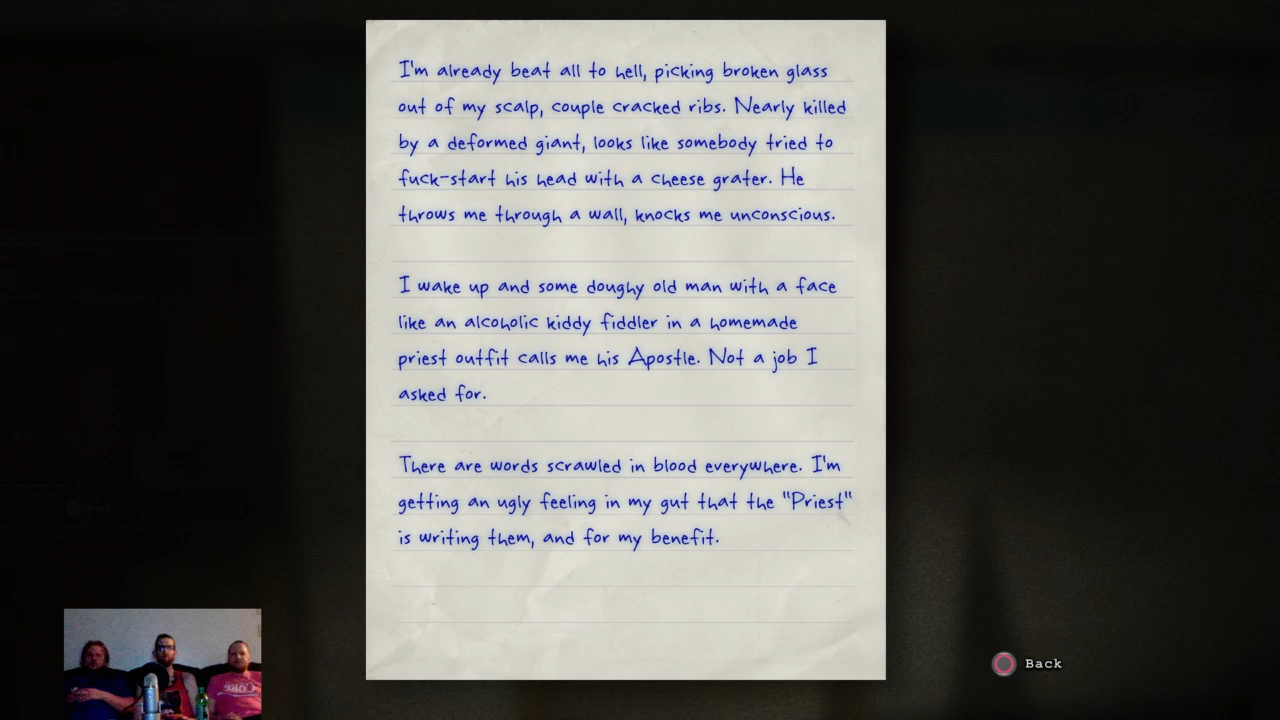 I'm already beat all to hell, picking broken glass
out of my scalp, couple cracked ribs. Nearly killed
by a deformed giant, looks like somebody tried to
fuck-start his head with a cheese grater. He
throws me through a wall, knocks me unconscious.
I wake up and some doughy old man with a face
like an alcoholic kiddy fiddler in a homemade
priest outfit calls me his Apostle. Not a job I
asked for.
There are words scrawled in blood everywhere. I'm
getting an ugly feeling in my gut that the "Priest"
is writing them, and for my benefit.
Back